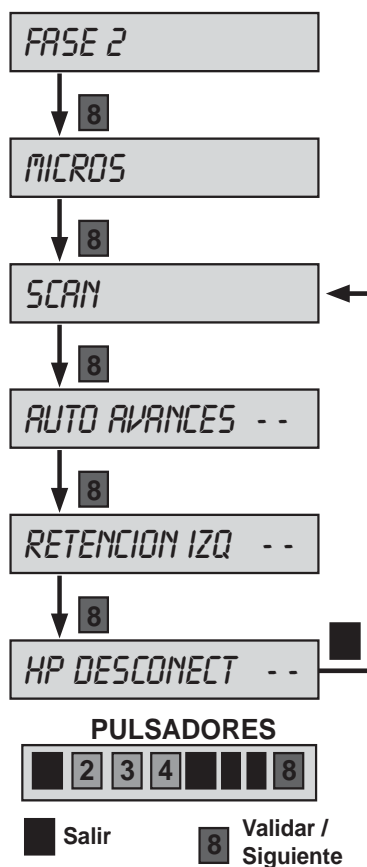 FASE 2
8
MICROS
8
SCAN
8
AUTO AVANCES - -
8
RETENCION IZQ - -
8
HP DESCONECT - -
PULSADORES
2 3 4 8
Salir
8 Validar /
Siguiente